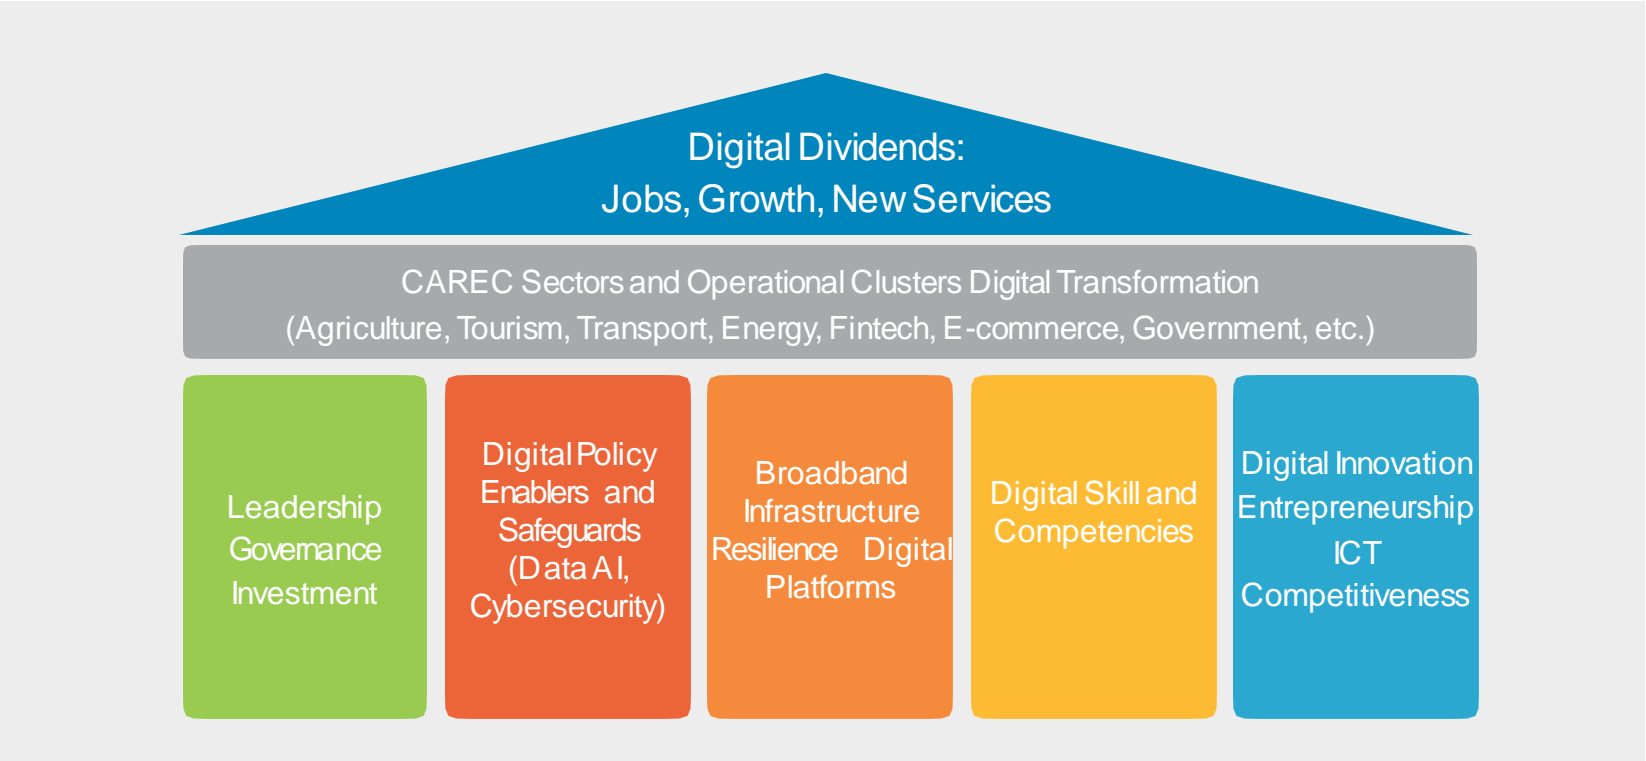 Digital Dividends:
Jobs, Growth, New Services
CAREC Sectors and Operational Clusters Digital Transformation
(Agriculture, Tourism, Transport, Energy, Fintech, E-commerce, Government, etc.)
Leadership
Governance
Investment
Digital Policy
Enablers and
Safeguards
(Data AI,
Cybersecurity)
Broadband
Infrastructure
Resilience Digital
Platforms
Digital Skill and
Competencies
Digital Innovation
Entrepreneurship
ICT
Competitiveness